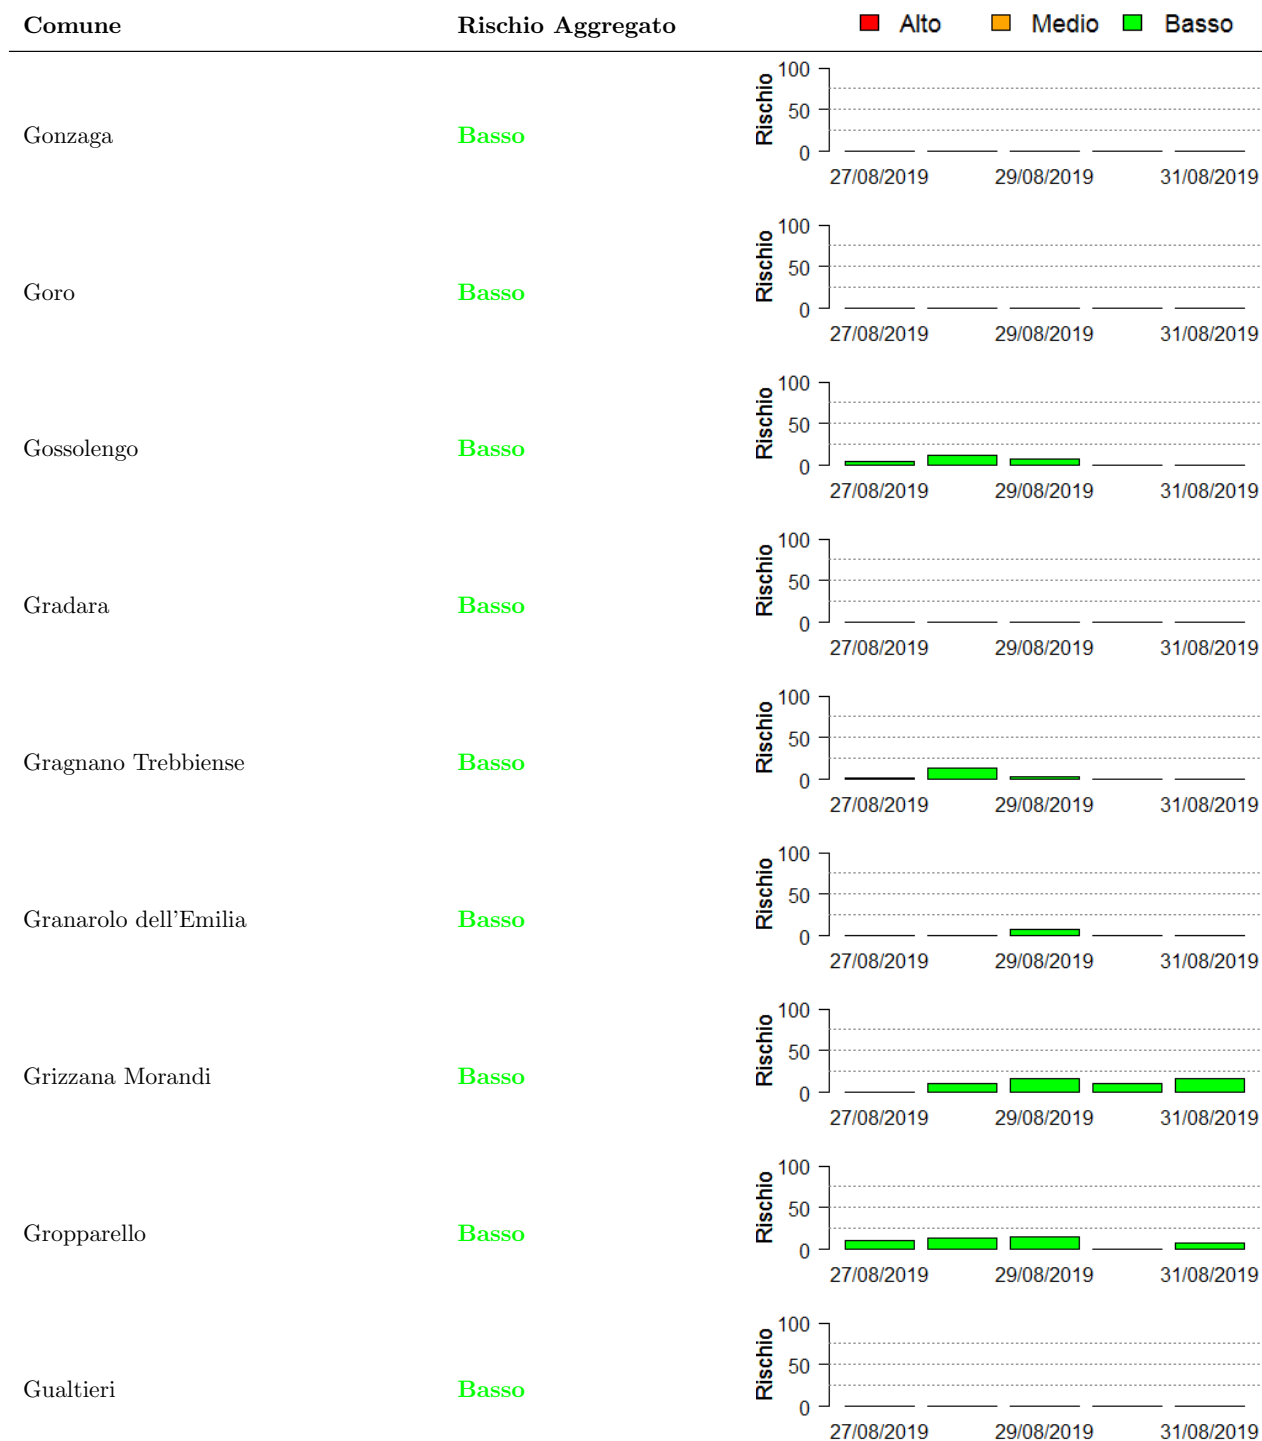 Comune Rischio Aggregato Alto Medio Basso
100
50
0
Rischio
Gonzaga Basso
27/08/2019 29/08/2019 31/08/2019
100
50
0
Rischio
Goro Basso
27/08/2019 29/08/2019 31/08/2019
100
50
0
Rischio
Gossolengo Basso
27/08/2019 29/08/2019 31/08/2019
100
50
0
Rischio
Gradara Basso
27/08/2019 29/08/2019 31/08/2019
100
50
0
Rischio
Gragnano Trebbiense Basso
27/08/2019 29/08/2019 31/08/2019
100
50
0
Rischio
Granarolo dell'Emilia Basso
27/08/2019 29/08/2019 31/08/2019
100
50
0
Rischio
Grizzana Morandi Basso
27/08/2019 29/08/2019 31/08/2019
100
50
0
Rischio
Gropparello Basso
27/08/2019 29/08/2019 31/08/2019
100
50
0
Rischio
Gualtieri Basso
27/08/2019 29/08/2019 31/08/2019